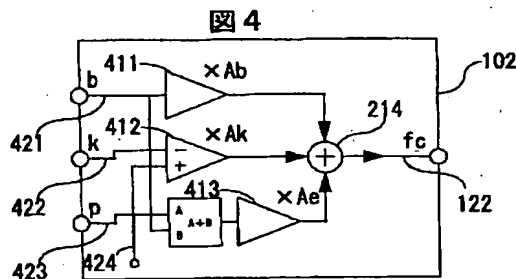 図4
411 ×Ab 102
b
421
412 ×Ak 214 fc
k − +
422
413 ×Ae 122
p A A+B B
423 424